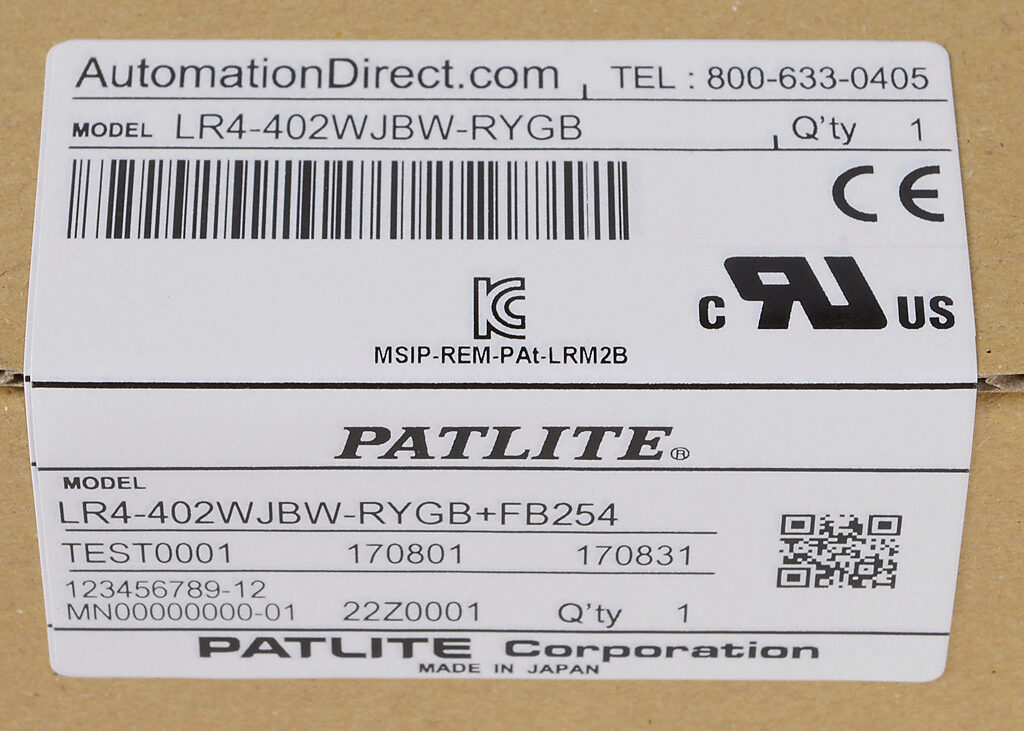 AutomationDirect.com TEL : 800-633-0405
MODEL LR4-402WJBW-RYGB Q'ty 1
CE
KC
c RU US
MSIP-REM-PAt-LRM2B
PATLITE®
MODEL
LR4-402WJBW-RYGB+FB254
TEST0001 170801 170831
123456789-12
MN00000000-01 22Z0001 Q'ty 1
PATLITE Corporation
MADE IN JAPAN